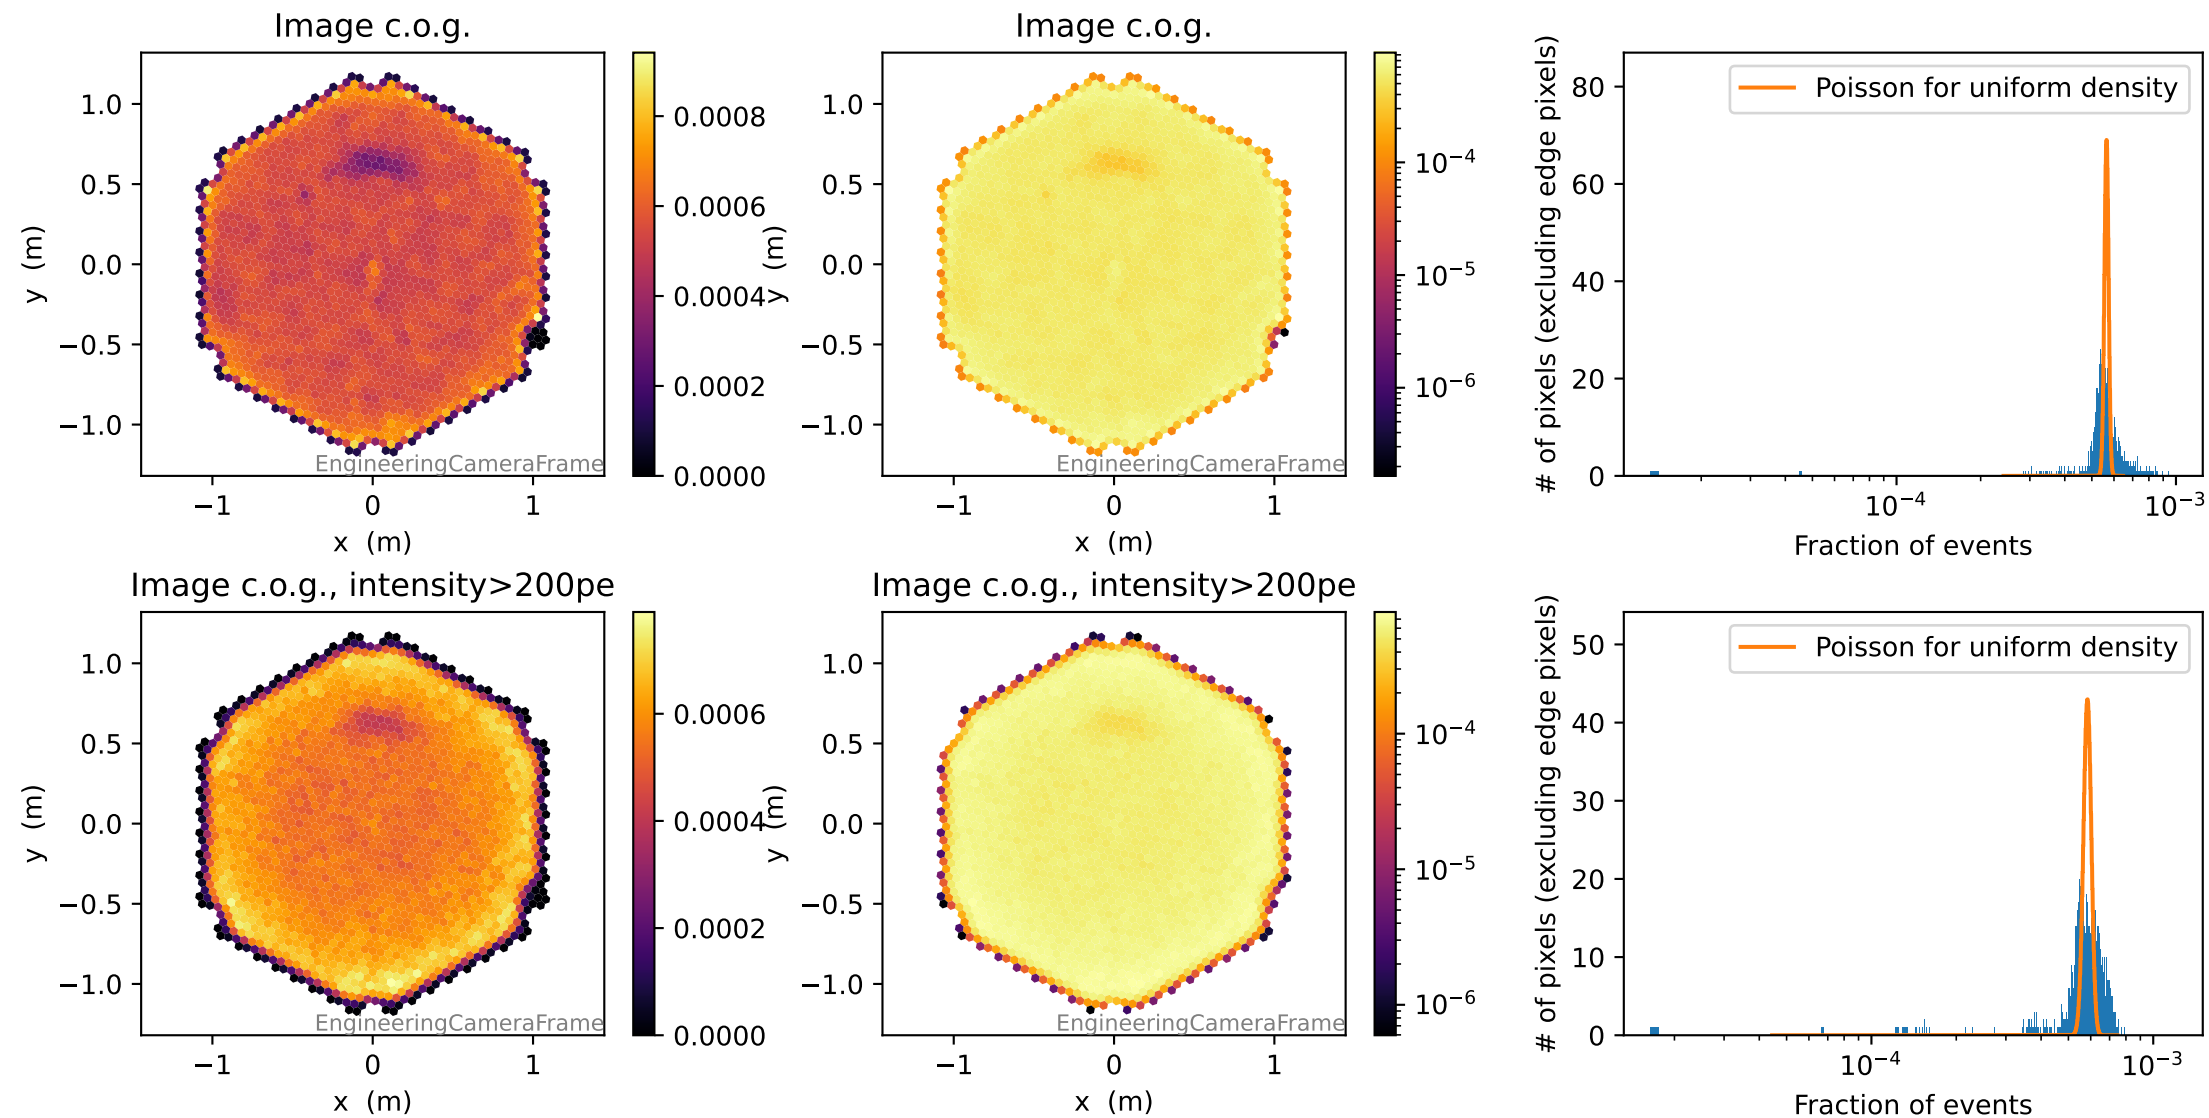 Image c.o.g.
1.0
0.5
0.0
−0.5
−1.0
y (m)
−1
0
1
x (m)
EngineeringCameraFrame
0.0008
0.0006
0.0004
0.0002
0.0000
Image c.o.g.
1.0
0.5
0.0
−0.5
−1.0
y (m)
−1
0
1
x (m)
EngineeringCameraFrame
10⁻⁴
10⁻⁵
10⁻⁶
# of pixels (excluding edge pixels)
80
60
40
20
0
Poisson for uniform density
10⁻⁴
10⁻³
Fraction of events
Image c.o.g., intensity>200pe
1.0
0.5
0.0
−0.5
−1.0
y (m)
−1
0
1
x (m)
EngineeringCameraFrame
0.0006
0.0004
0.0002
0.0000
Image c.o.g., intensity>200pe
1.0
0.5
0.0
−0.5
−1.0
y (m)
−1
0
1
x (m)
EngineeringCameraFrame
10⁻⁴
10⁻⁵
10⁻⁶
# of pixels (excluding edge pixels)
50
40
30
20
10
0
Poisson for uniform density
10⁻⁴
10⁻³
Fraction of events